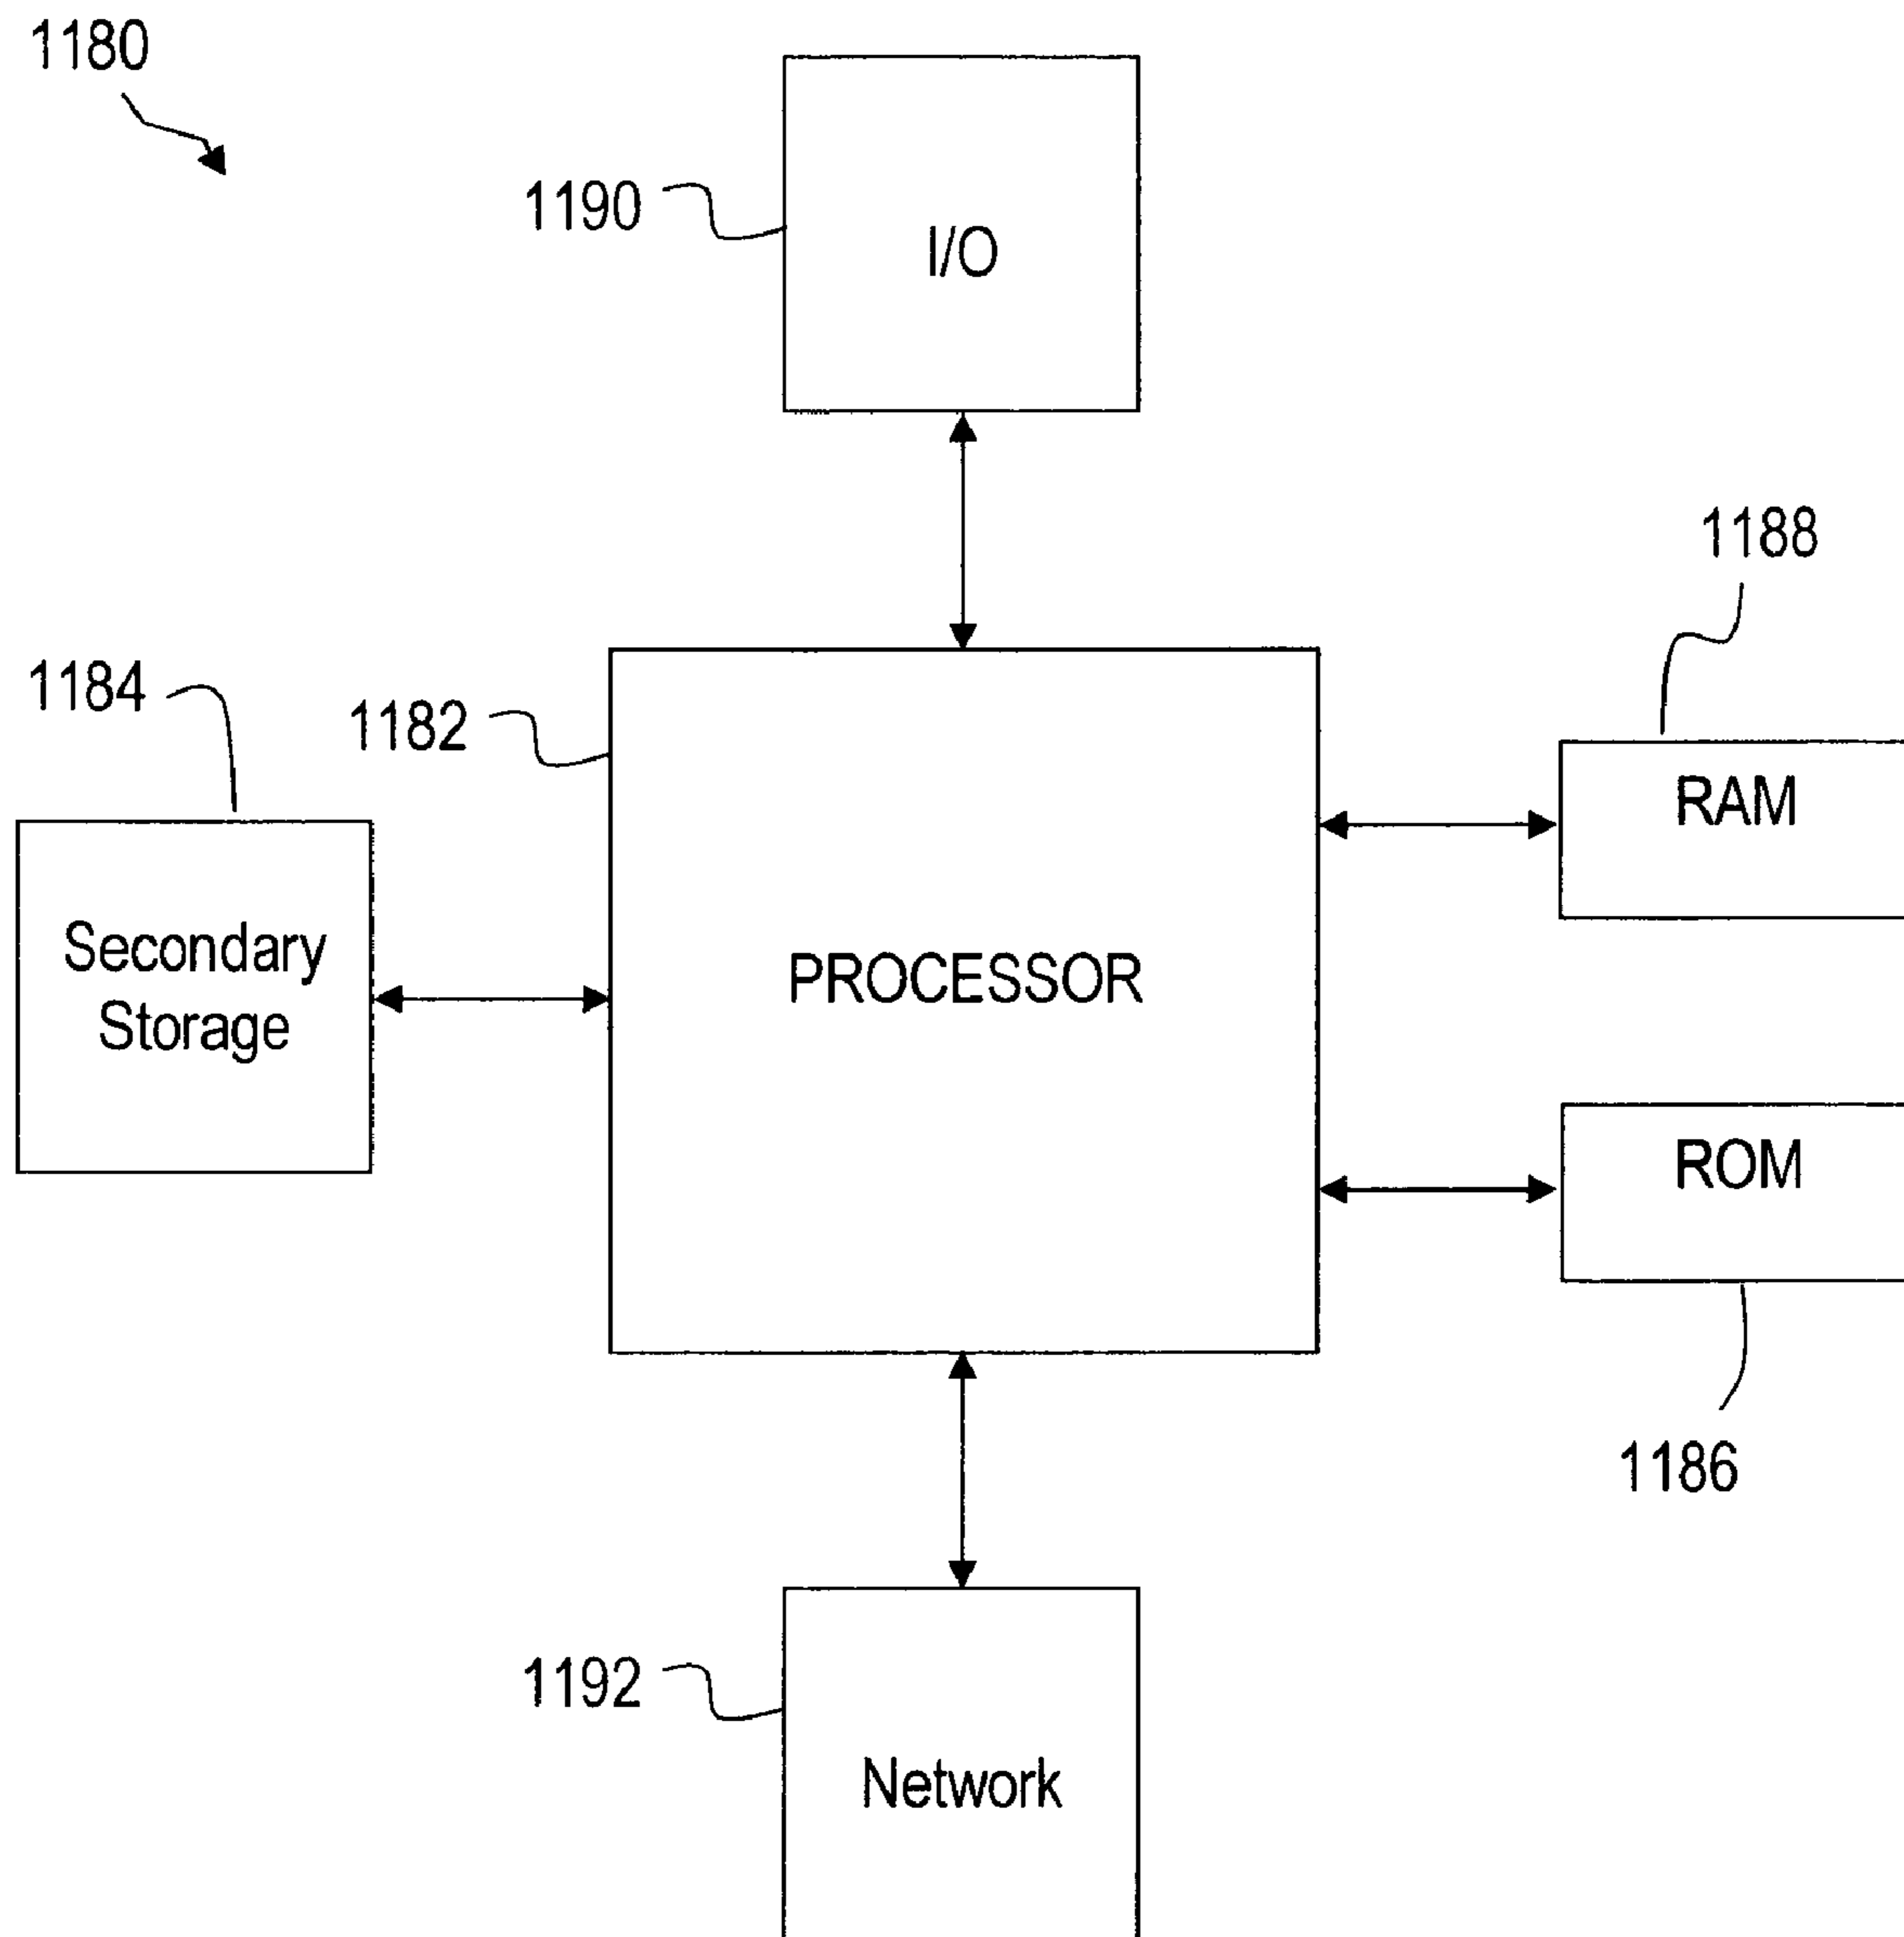 1180
1190
I/O
1188
1184
1182
RAM
Secondary
Storage
PROCESSOR
ROM
1186
1192
Network